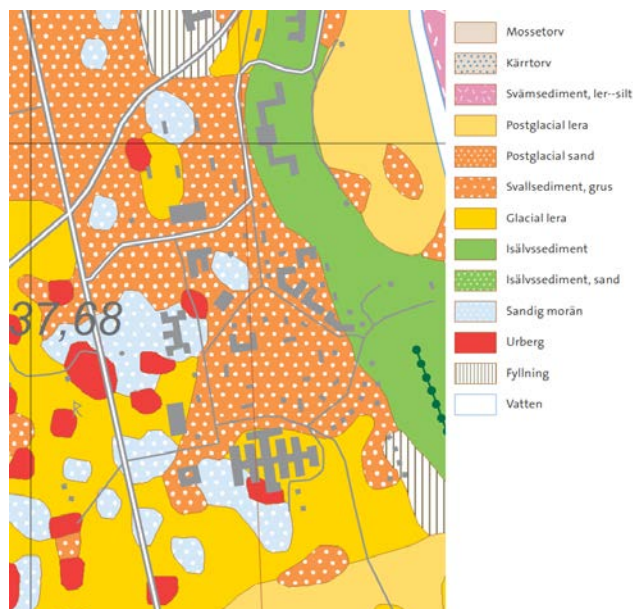 37,68
Mossetorv
Kärrtorv
Svämsediment, ler--silt
Postglacial lera
Postglacial sand
Svallsediment, grus
Glacial lera
Isälvssediment
Isälvssediment, sand
Sandig morän
Urberg
Fyllning
Vatten